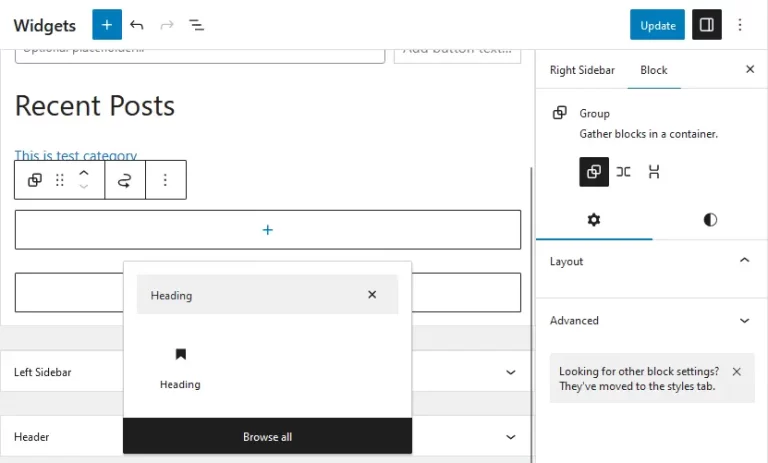 Widgets
Update
Optional placeholder...
Add button text...
Recent Posts
This is test category
Heading
Heading
Browse all
Left Sidebar
Header
Right Sidebar
Block
Group
Gather blocks in a container.
Layout
Advanced
Looking for other block settings?
They've moved to the styles tab.